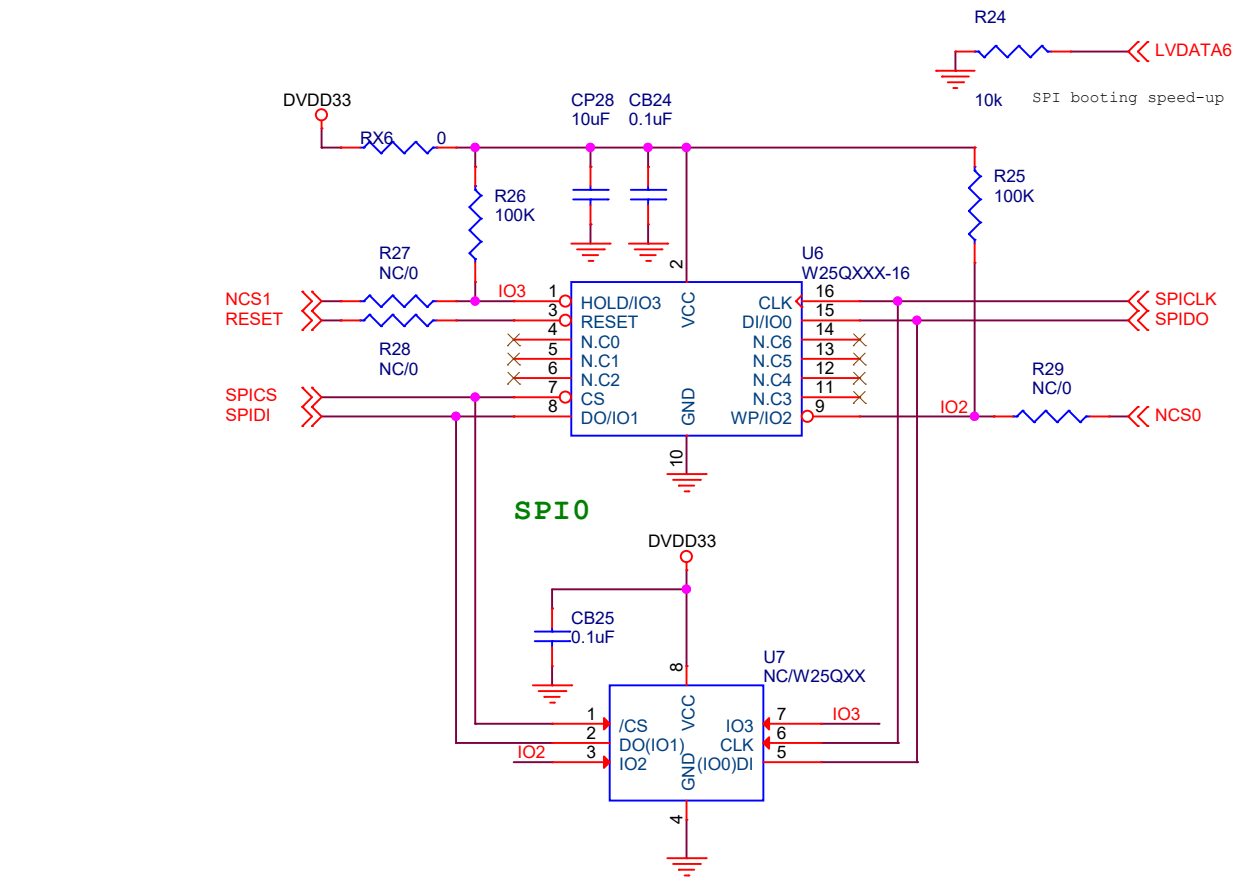 R24
LVDATA6
10k
SPI booting speed-up
DVDD33
CP28
10uF
CB24
0.1uF
RX6
0
R26
100K
R25
100K
R27
NC/0
U6
W25QXXX-16
2
NCS1
RESET
IO3
1
HOLD/IO3
3
RESET
4
N.C0
5
N.C1
6
N.C2
7
CS
8
DO/IO1
VCC
GND
16
CLK
15
DI/IO0
14
N.C6
13
N.C5
12
N.C4
11
N.C3
9
WP/IO2
SPICLK
SPIDO
R28
NC/0
R29
NC/0
SPICS
SPIDI
IO2
NCS0
10
SPI0
DVDD33
CB25
0.1uF
U7
NC/W25QXX
8
1
/CS
2
DO(IO1)
IO2
3
IO2
VCC
GND
7
IO3
IO3
6
CLK
5
(IO0)DI
4